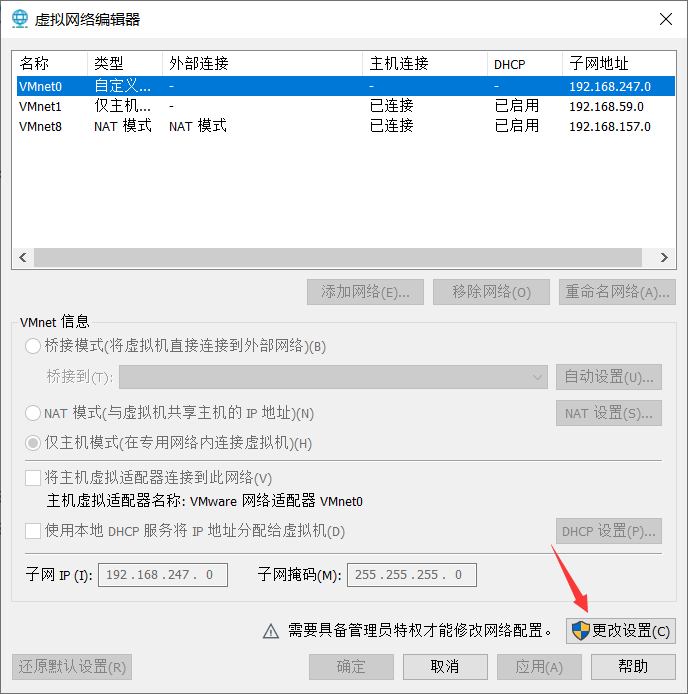 虚拟网络编辑器
名称 类型 外部连接 主机连接 DHCP 子网地址
VMnet0 自定义... - - - 192.168.247.0
VMnet1 仅主机... - 已连接 已启用 192.168.59.0
VMnet8 NAT 模式 NAT 模式 已连接 已启用 192.168.157.0
添加网络(E)... 移除网络(O) 重命名网络(A)...
VMnet 信息
桥接模式(将虚拟机直接连接到外部网络)(B)
桥接到(T): 自动设置(U)...
NAT 模式(与虚拟机共享主机的 IP 地址)(N) NAT 设置(S)...
仅主机模式(在专用网络内连接虚拟机)(H)
将主机虚拟适配器连接到此网络(V)
主机虚拟适配器名称: VMware 网络适配器 VMnet0
使用本地 DHCP 服务将 IP 地址分配给虚拟机(D) DHCP 设置(P)...
子网 IP (I): 192 . 168 . 247 . 0 子网掩码(M): 255 . 255 . 255 . 0
需要具备管理员特权才能修改网络配置。 更改设置(C)
还原默认设置(R) 确定 取消 应用(A) 帮助